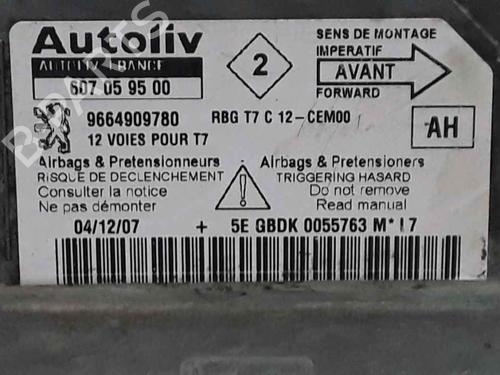 Autoliv
AUTOLIV FRANCE
607 05 95 00
2
SENS DE MONTAGE
IMPERATIF
AVANT
FORWARD
9664909780
12 VOIES POUR T7
RBG T7 C 12-CEM00
AH
Airbags & Pretensionneurs
RISQUE DE DECLENCHEMENT
Consulter la notice
Ne pas démonter
!
Airbags & Pretensioners
TRIGGERING HASARD
Do not remove
Read manual
04/12/07 + 5E GBDK 0055763 M* I 7
B-PARTS